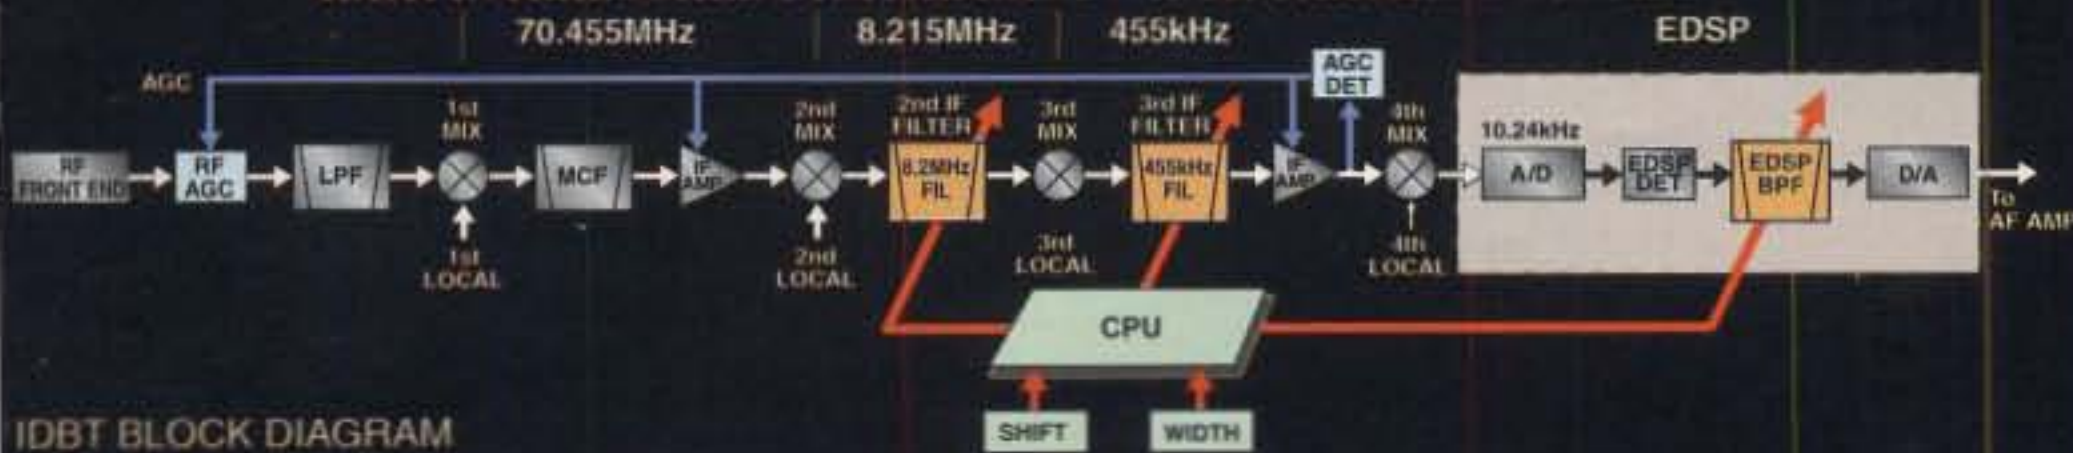 70.455MHz
8.215MHz
455kHz
EDSP
AGC
AGC
DET
1st
MIX
2nd
MIX
2nd IF
FILTER
3rd
MIX
3rd IF
FILTER
4th
MIX
10.24kHz
RF
FRONT END
RF
AGC
LPF
MCF
IF
AMP
8.2MHz
FIL
455kHz
FIL
IF
AMP
A/D
EDSP
DET
EDSP
BPF
D/A
To
AF AMP
1st
LOCAL
2nd
LOCAL
3rd
LOCAL
4th
LOCAL
CPU
SHIFT
WIDTH
IDBT BLOCK DIAGRAM